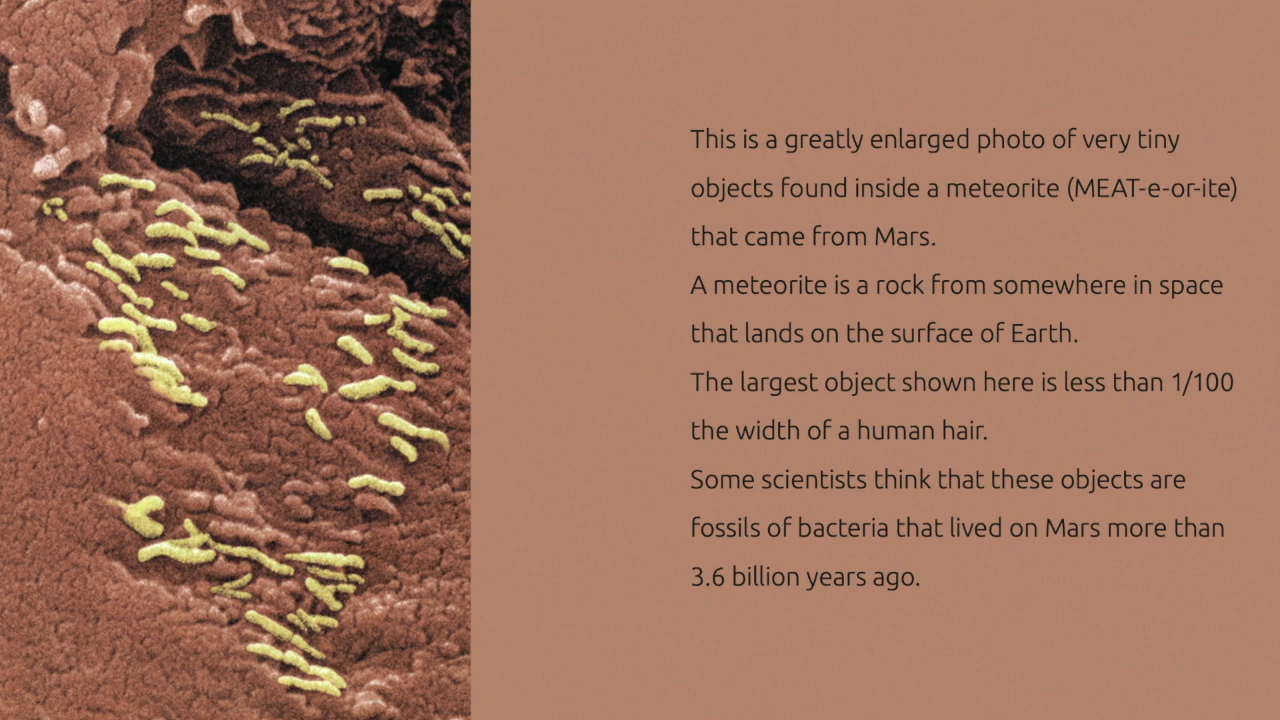 This is a greatly enlarged photo of very tiny
objects found inside a meteorite (MEAT-e-or-ite)
that came from Mars.
A meteorite is a rock from somewhere in space
that lands on the surface of Earth.
The largest object shown here is less than 1/100
the width of a human hair.
Some scientists think that these objects are
fossils of bacteria that lived on Mars more than
3.6 billion years ago.